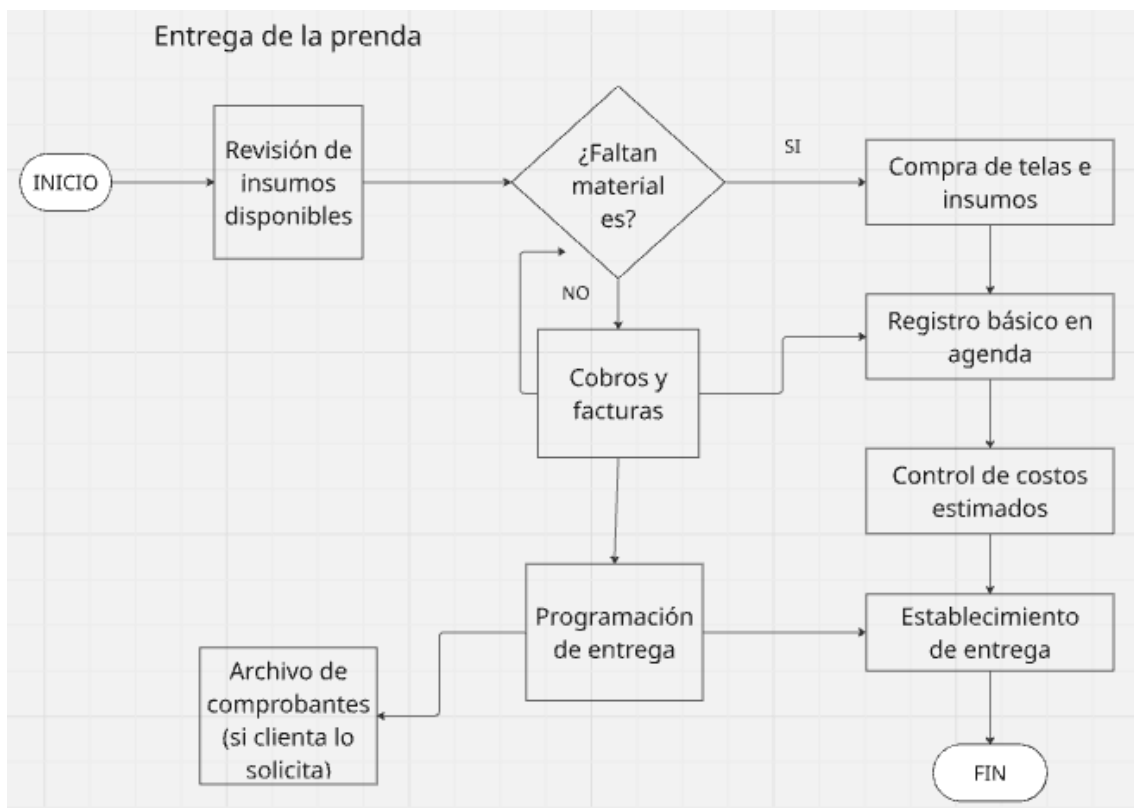 Entrega de la prenda
INICIO
Revisión de
insumos
disponibles
¿Faltan
material
es?
SI
Compra de telas e
insumos
NO
Registro básico en
agenda
Cobros y
facturas
Control de costos
estimados
Programación
de entrega
Establecimiento
de entrega
Archivo de
comprobantes
(si clienta lo
solicita)
FIN